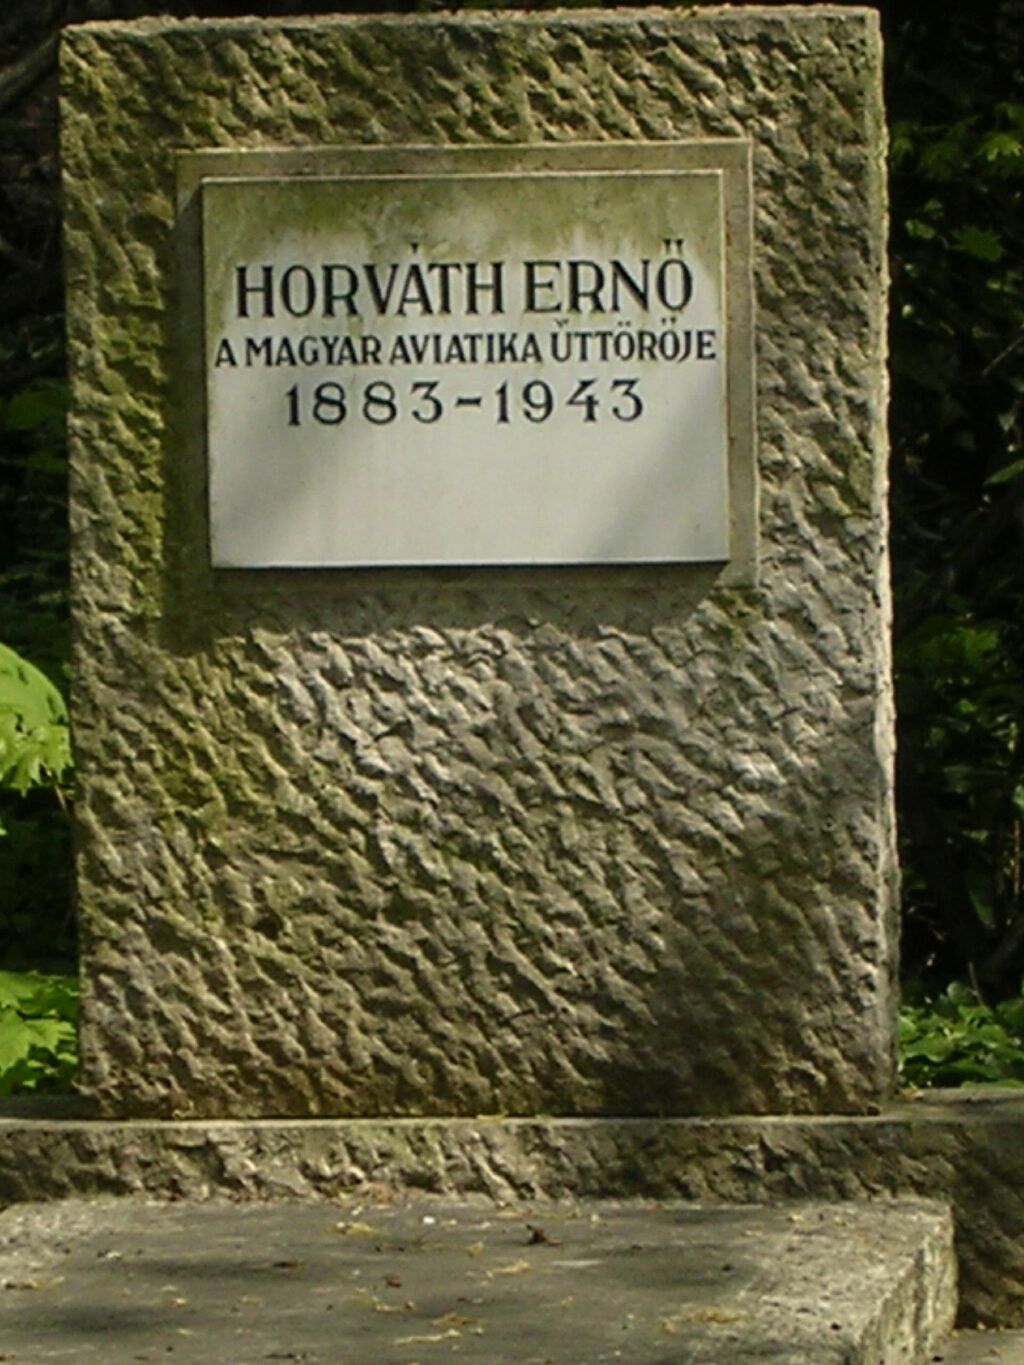 HORVÁTH ERNŐ
A MAGYAR AVIATIKA ÚTTÖRŐJE
1883-1943